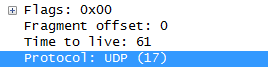 Flags: 0x00
Fragment offset: 0
Time to live: 61
Protocol: UDP (17)